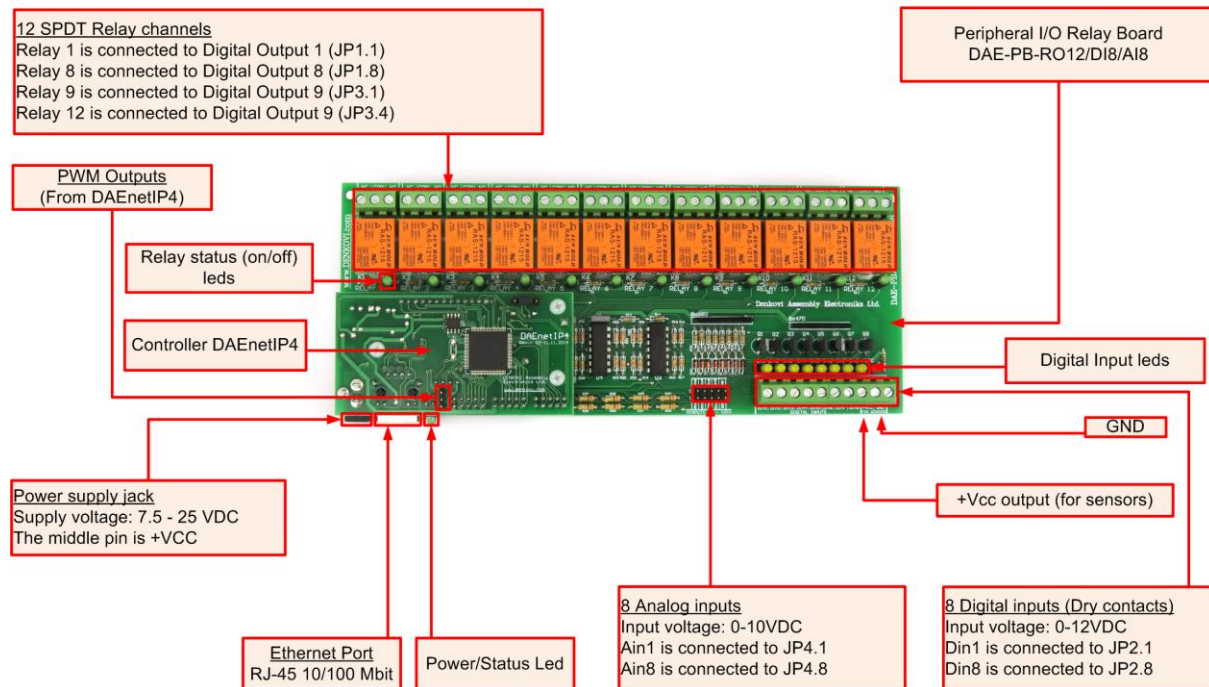 12 SPDT Relay channels
Relay 1 is connected to Digital Output 1 (JP1.1)
Relay 8 is connected to Digital Output 8 (JP1.8)
Relay 9 is connected to Digital Output 9 (JP3.1)
Relay 12 is connected to Digital Output 9 (JP3.4)
Peripheral I/O Relay Board
DAE-PB-RO12/DI8/AI8
PWM Outputs
(From DAEnetIP4)
www.DENKOVI.com
Relay status (on/off)
leds
RELAY 5
RELAY 6
RELAY 7
RELAY 8
RELAY 9
RELAY 10
RELAY 11
RELAY 12
DAE-PB
Denkovi Assembly Electroniks Ltd.
DAEnetIP4
Controller DAEnetIP4
Digital Input leds
GND
+Vcc output (for sensors)
Power supply jack
Supply voltage: 7.5 - 25 VDC
The middle pin is +VCC
Ethernet Port
RJ-45 10/100 Mbit
Power/Status Led
8 Analog inputs
Input voltage: 0-10VDC
Ain1 is connected to JP4.1
Ain8 is connected to JP4.8
8 Digital inputs (Dry contacts)
Input voltage: 0-12VDC
Din1 is connected to JP2.1
Din8 is connected to JP2.8